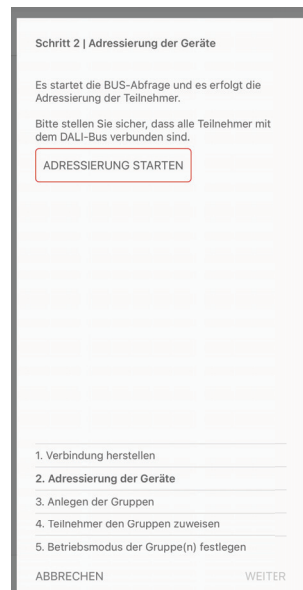 Schritt 2 | Adressierung der Geräte
Es startet die BUS-Abfrage und es erfolgt die
Adressierung der Teilnehmer.
Bitte stellen Sie sicher, dass alle Teilnehmer mit
dem DALI-Bus verbunden sind.
ADRESSIERUNG STARTEN
1. Verbindung herstellen
2. Adressierung der Geräte
3. Anlegen der Gruppen
4. Teilnehmer den Gruppen zuweisen
5. Betriebsmodus der Gruppe(n) festlegen
ABBRECHEN WEITER